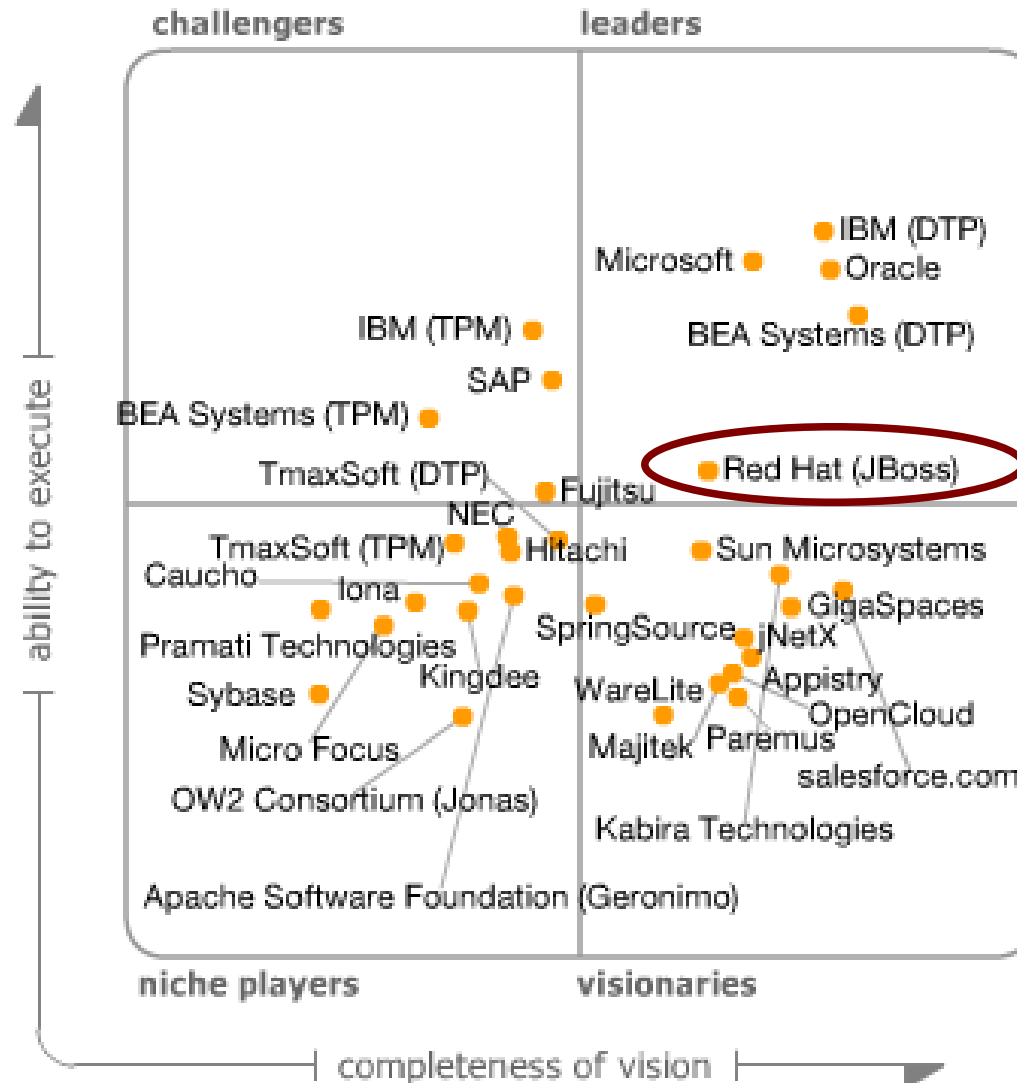 challengers
leaders
IBM (DTP)
Microsoft
Oracle
IBM (TPM)
BEA Systems (DTP)
SAP
BEA Systems (TPM)
TmaxSoft (DTP)
Red Hat (JBoss)
Fujitsu
NEC
TmaxSoft (TPM)
Hitachi
Sun Microsystems
Caucho
Iona
GigaSpaces
SpringSource
jNetX
Pramati Technologies
Kingdee
Appistry
Sybase
WareLite
OpenCloud
Micro Focus
Majitek
Paremus
salesforce.com
OW2 Consortium (Jonas)
Kabira Technologies
Apache Software Foundation (Geronimo)
niche players
visionaries
ability to execute
completeness of vision